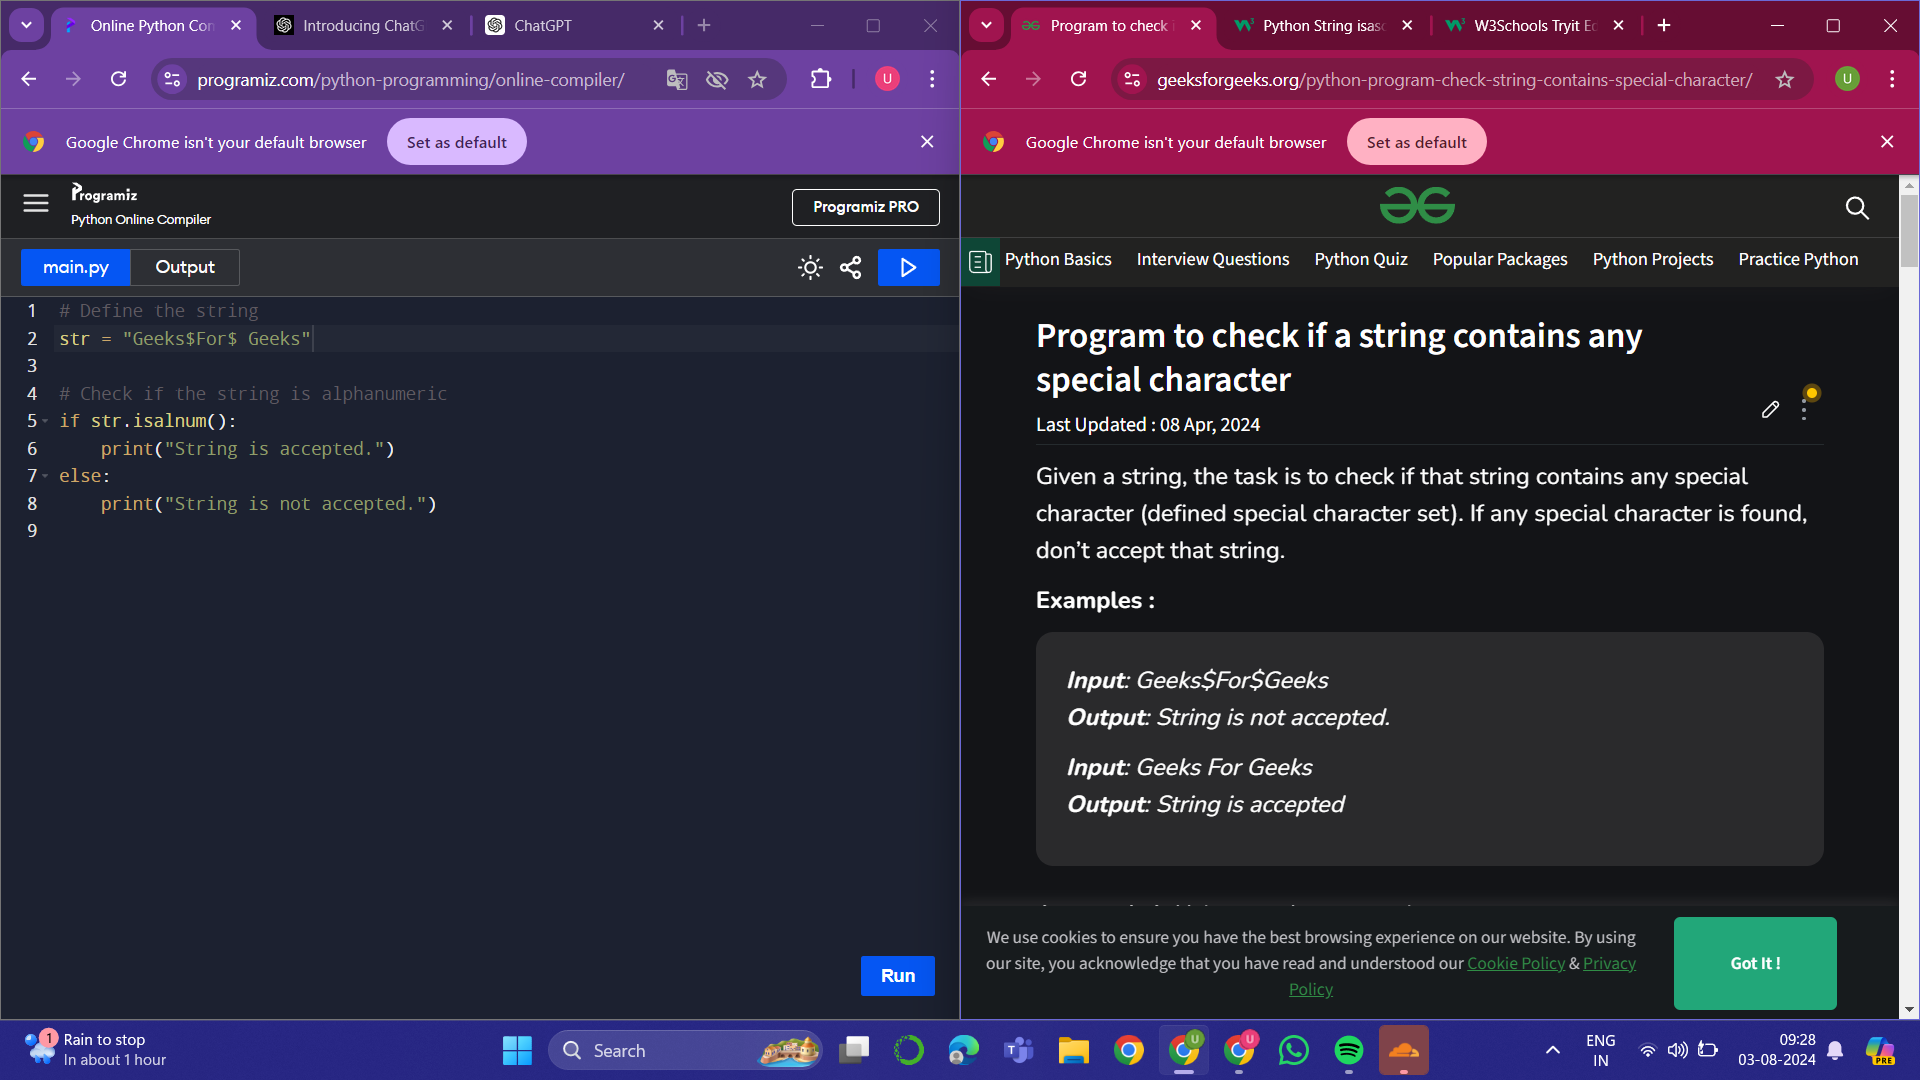 Online Python Con
Introducing ChatG
ChatGPT
programiz.com/python-programming/online-compiler/
U
Google Chrome isn't your default browser
Set as default
Programiz
Python Online Compiler
Programiz PRO
main.py
Output
1 # Define the string
2 str = "Geeks$For$ Geeks"
3
4 # Check if the string is alphanumeric
5 if str.isalnum():
6 print("String is accepted.")
7 else:
8 print("String is not accepted.")
9
Run
Program to check i
Python String isasc
W3Schools Tryit Ed
geeksforgeeks.org/python-program-check-string-contains-special-character/
U
Google Chrome isn't your default browser
Set as default
Python Basics
Interview Questions
Python Quiz
Popular Packages
Python Projects
Practice Python
Program to check if a string contains any
special character
Last Updated : 08 Apr, 2024
Given a string, the task is to check if that string contains any special
character (defined special character set). If any special character is found,
don’t accept that string.
Examples :
Input: Geeks$For$Geeks
Output: String is not accepted.
Input: Geeks For Geeks
Output: String is accepted
We use cookies to ensure you have the best browsing experience on our website. By using
our site, you acknowledge that you have read and understood our Cookie Policy & Privacy
Policy
Got It !
1
Rain to stop
In about 1 hour
Search
U
U
ENG
IN
09:28
03-08-2024
PRE